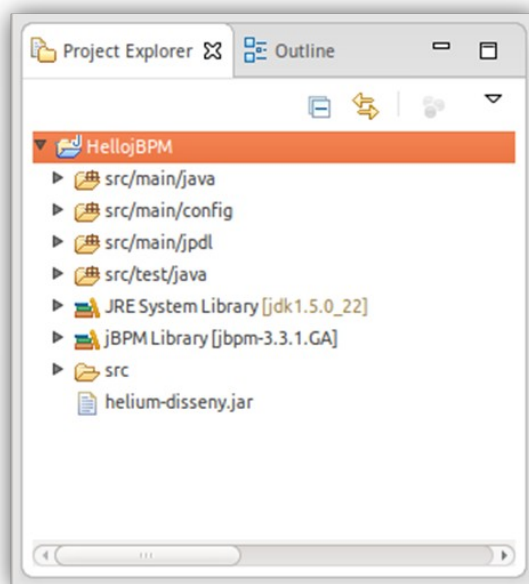 Project Explorer Outline
HellojBPM
src/main/java
src/main/config
src/main/jpdl
src/test/java
JRE System Library [jdk1.5.0_22]
jBPM Library [jbpm-3.3.1.GA]
src
helium-disseny.jar